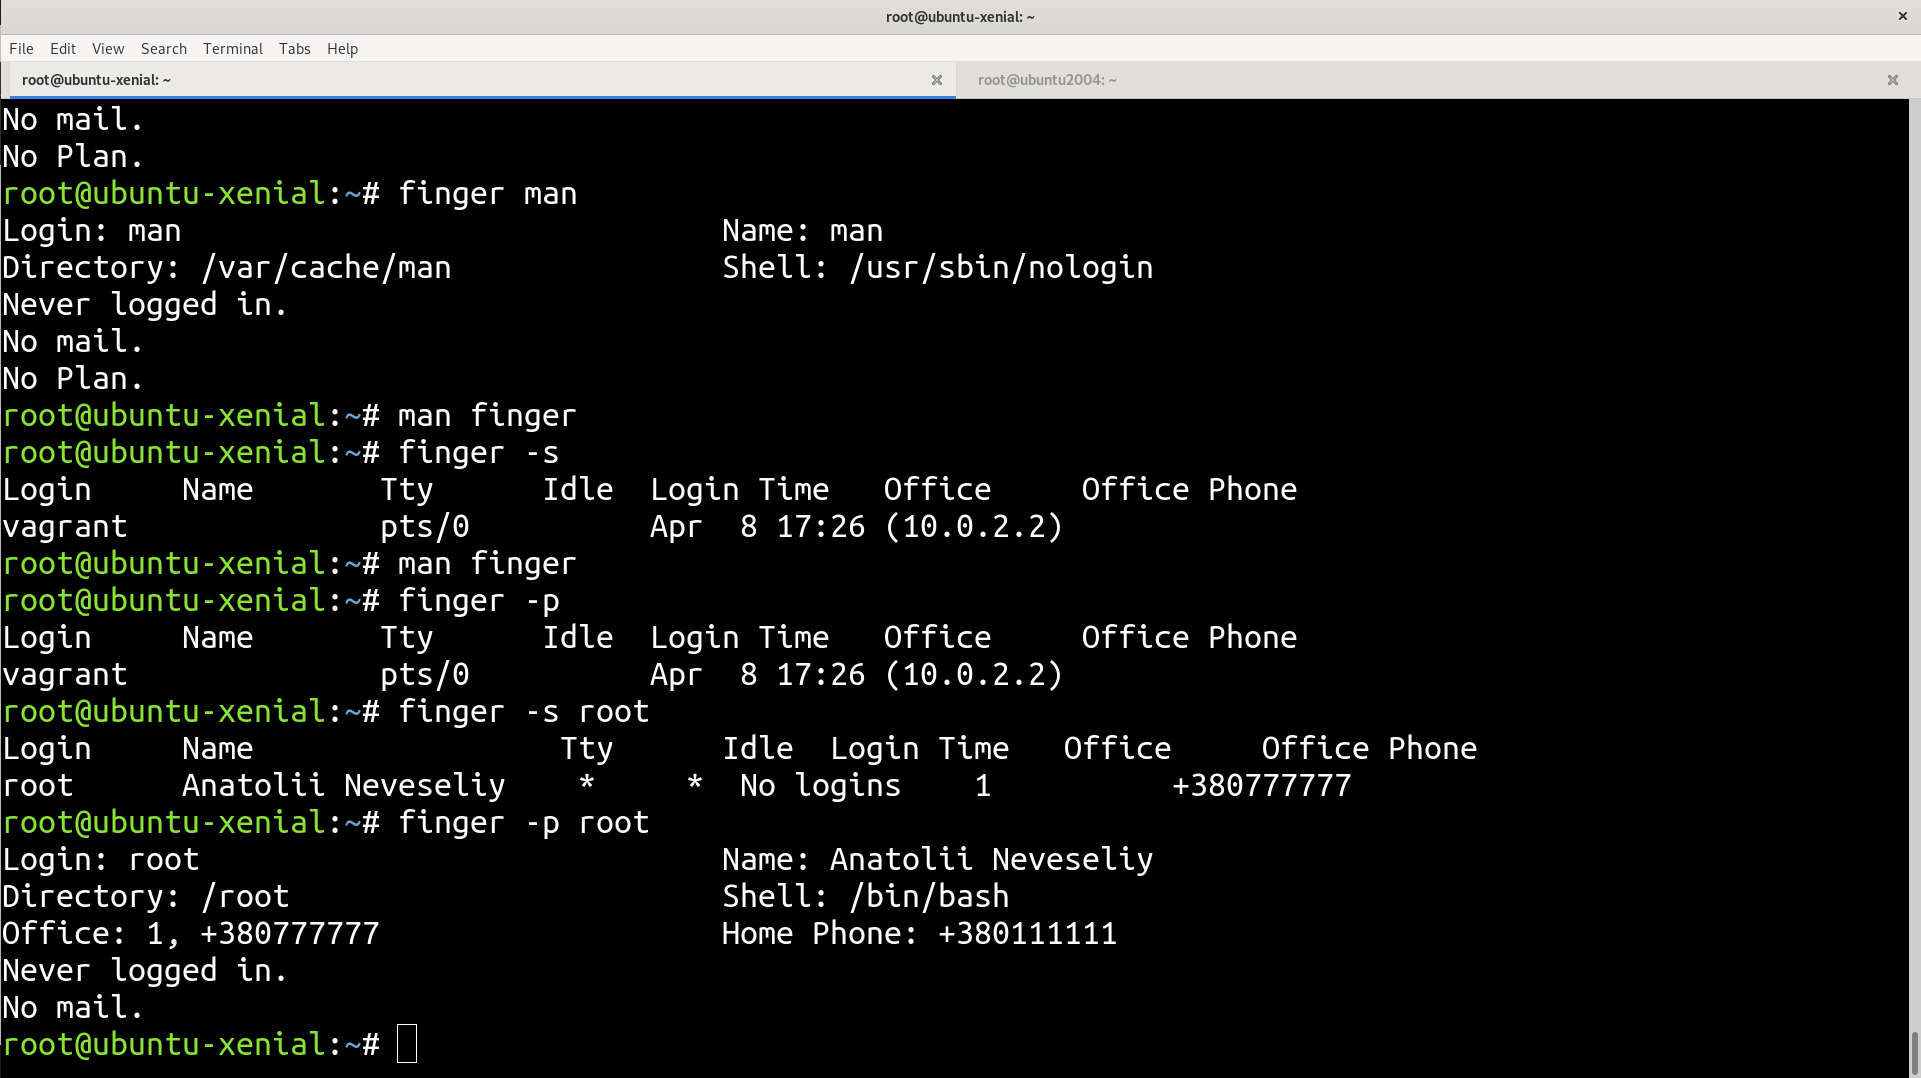 root@ubuntu-xenial: ~
File Edit View Search Terminal Tabs Help
root@ubuntu-xenial: ~ root@ubuntu2004: ~
No mail.
No Plan.
root@ubuntu-xenial:~# finger man
Login: man                              Name: man
Directory: /var/cache/man               Shell: /usr/sbin/nologin
Never logged in.
No mail.
No Plan.
root@ubuntu-xenial:~# man finger
root@ubuntu-xenial:~# finger -s
Login     Name       Tty      Idle  Login Time   Office     Office Phone
vagrant              pts/0          Apr  8 17:26 (10.0.2.2)
root@ubuntu-xenial:~# man finger
root@ubuntu-xenial:~# finger -p
Login     Name       Tty      Idle  Login Time   Office     Office Phone
vagrant              pts/0          Apr  8 17:26 (10.0.2.2)
root@ubuntu-xenial:~# finger -s root
Login     Name                 Tty      Idle  Login Time   Office     Office Phone
root      Anatolii Neveseliy    *     *  No logins    1          +380777777
root@ubuntu-xenial:~# finger -p root
Login: root                             Name: Anatolii Neveseliy
Directory: /root                        Shell: /bin/bash
Office: 1, +380777777                   Home Phone: +380111111
Never logged in.
No mail.
root@ubuntu-xenial:~#